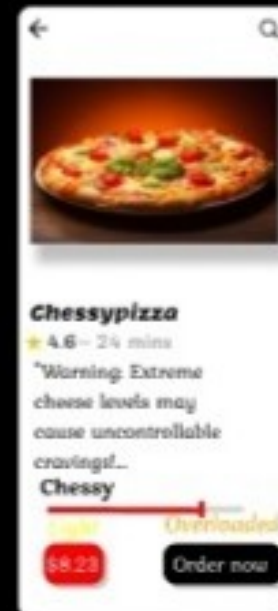 Chessypizza
4.6 – 24 mins
"Warning: Extreme
cheese levels may
cause uncontrollable
cravings!...
Chessy
Light Overloaded
$8.23 Order now